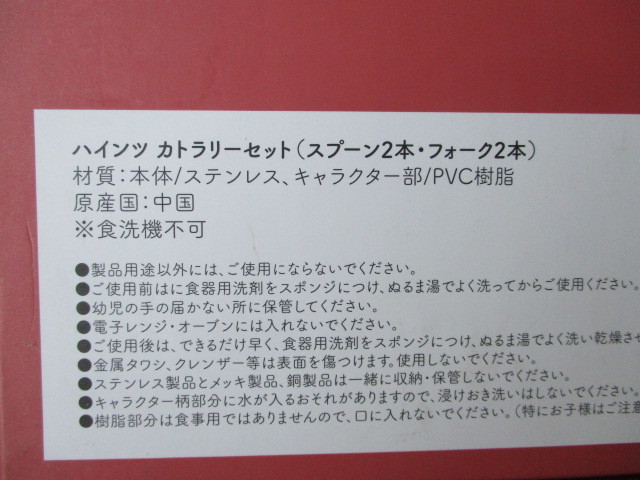 ハインツ カトラリーセット(スプーン2本・フォーク2本)
材質:本体/ステンレス、キャラクター部/PVC樹脂
原産国:中国
※食洗機不可
●製品用途以外には、ご使用にならないでください。
●ご使用前はに食器用洗剤をスポンジにつけ、ぬるま湯でよく洗ってからご使用ください。
●幼児の手の届かない所に保管してください。
●電子レンジ・オーブンには入れないでください。
●ご使用後は、できるだけ早く、食器用洗剤をスポンジにつけ、ぬるま湯でよく洗い乾燥させ
●金属タワシ、クレンザー等は表面を傷つけます。使用しないでください。
●ステンレス製品とメッキ製品、銅製品は一緒に収納・保管しないでください。
●キャラクター柄部分に水が入るおそれがありますので、浸けおき洗いはしないでください。
●樹脂部分は食事用ではありませんので、口に入れないでください。(特にお子様はご注意